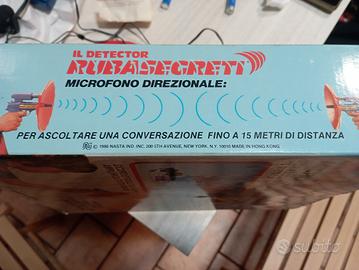 IL DETECTOR
RUBASEGRETI
MICROFONO DIREZIONALE:
PER ASCOLTARE UNA CONVERSAZIONE FINO A 15 METRI DI DISTANZA
© 1986 NASTA IND. INC. 200 5TH AVENUE, NEW YORK, N.Y. 10010 MADE IN HONG KONG
subito